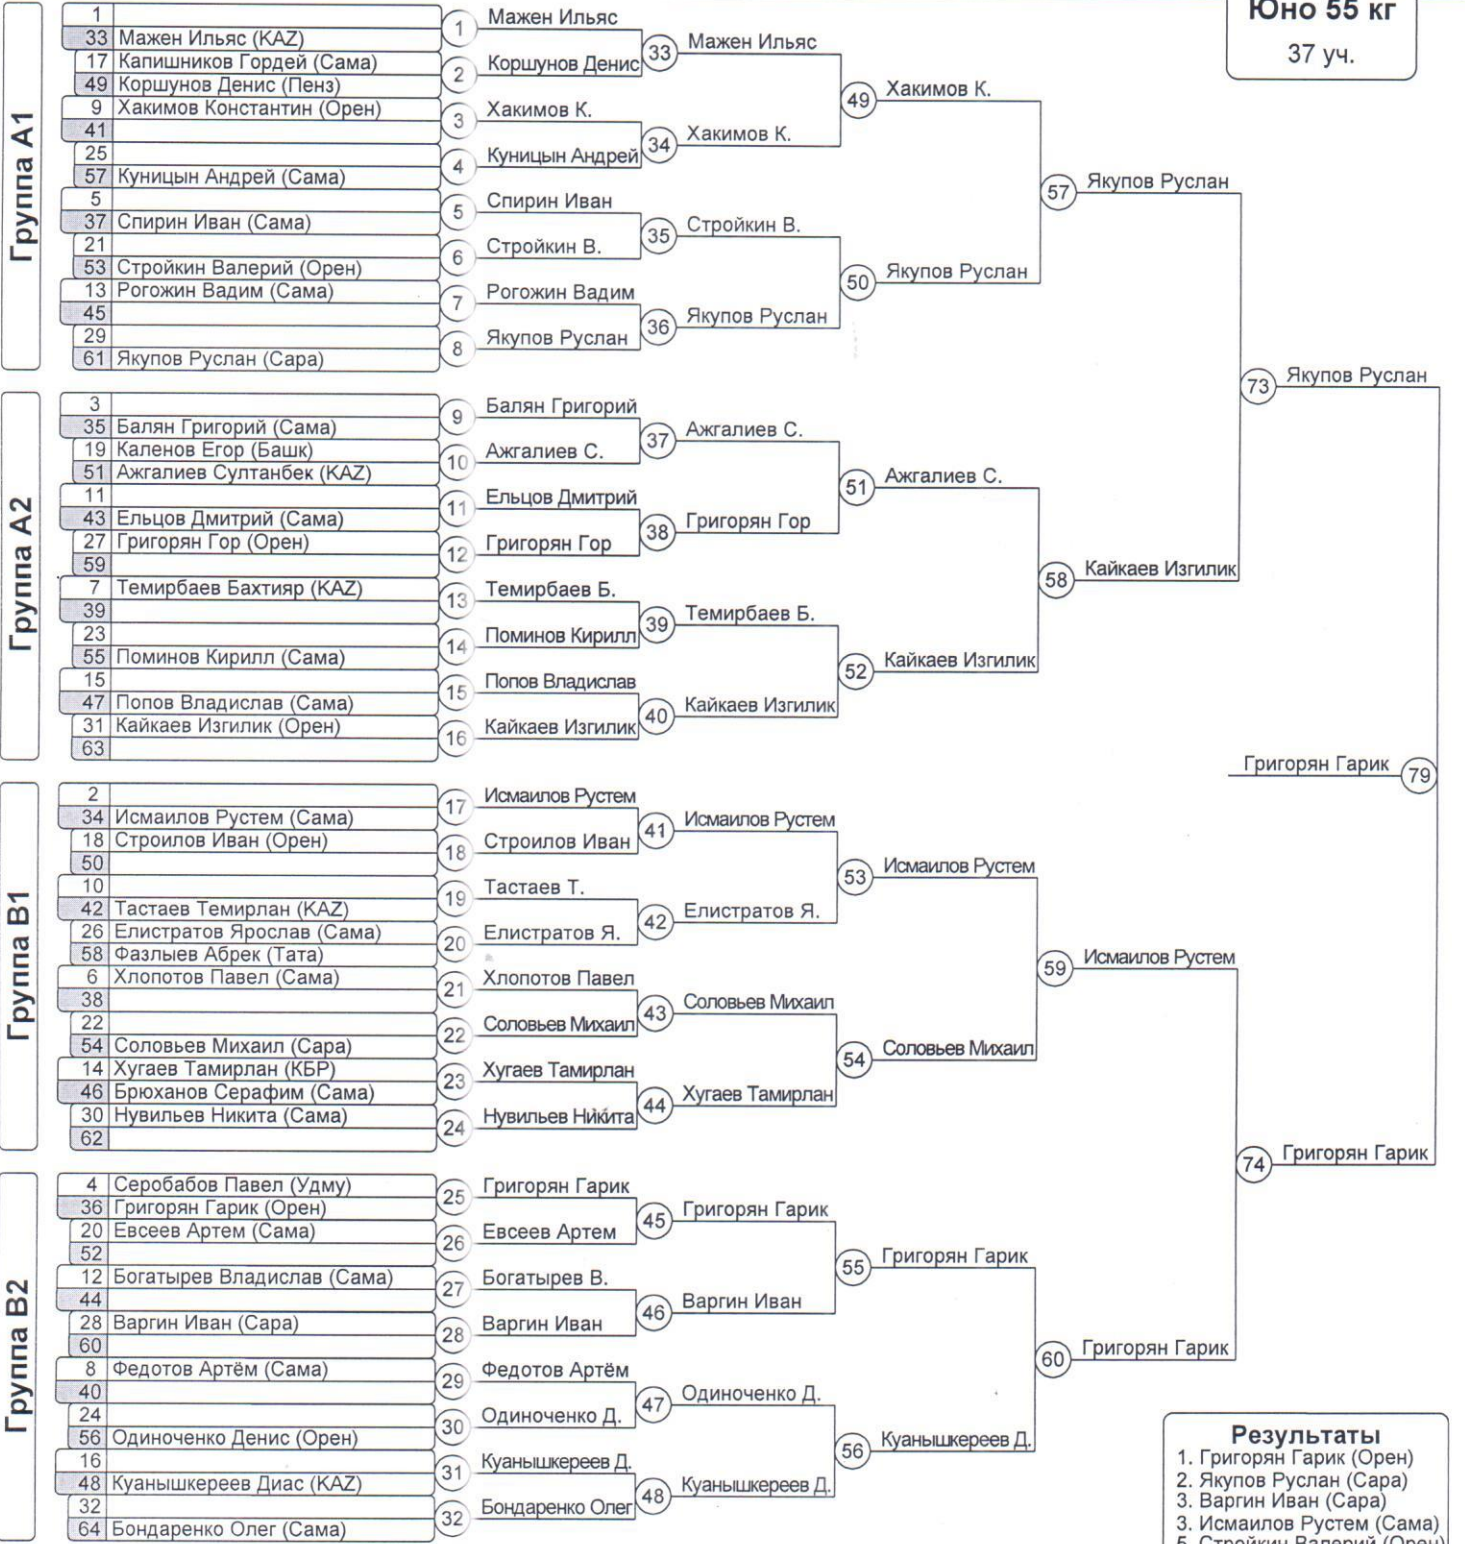 Юно 55 кг
37 уч.
Группа А1
1
33 Мажен Ильяс (KAZ)
17 Капишников Гордей (Сама)
49 Коршунов Денис (Пенз)
9 Хакимов Константин (Орен)
41
25
57 Куницын Андрей (Сама)
5
37 Спирин Иван (Сама)
21
53 Стройкин Валерий (Орен)
13 Рогожин Вадим (Сама)
45
29
61 Якупов Руслан (Сара)
1 Мажен Ильяс
2 Коршунов Денис
3 Хакимов К.
4 Куницын Андрей
5 Спирин Иван
6 Стройкин В.
7 Рогожин Вадим
8 Якупов Руслан
33 Мажен Ильяс
34 Хакимов К.
35 Стройкин В.
36 Якупов Руслан
49 Хакимов К.
50 Якупов Руслан
57 Якупов Руслан
Группа А2
3
35 Балян Григорий (Сама)
19 Каленов Егор (Башк)
51 Ажгалиев Султанбек (KAZ)
11
43 Ельцов Дмитрий (Сама)
27 Григорян Гор (Орен)
59
7 Темирбаев Бахтияр (KAZ)
39
23
55 Поминов Кирилл (Сама)
15
47 Попов Владислав (Сама)
31 Кайкаев Изгилик (Орен)
63
9 Балян Григорий
10 Ажгалиев С.
11 Ельцов Дмитрий
12 Григорян Гор
13 Темирбаев Б.
14 Поминов Кирилл
15 Попов Владислав
16 Кайкаев Изгилик
37 Ажгалиев С.
38 Григорян Гор
39 Темирбаев Б.
40 Кайкаев Изгилик
51 Ажгалиев С.
52 Кайкаев Изгилик
58 Кайкаев Изгилик
73 Якупов Руслан
Григорян Гарик 79
Группа В1
2
34 Исмаилов Рустем (Сама)
18 Строилов Иван (Орен)
50
10
42 Тастаев Темирлан (KAZ)
26 Елистратов Ярослав (Сама)
58 Фазлыев Абрек (Тата)
6 Хлопотов Павел (Сама)
38
22
54 Соловьев Михаил (Сара)
14 Хугаев Тамирлан (КБР)
46 Брюханов Серафим (Сама)
30 Нувильев Никита (Сама)
62
17 Исмаилов Рустем
18 Строилов Иван
19 Тастаев Т.
20 Елистратов Я.
21 Хлопотов Павел
22 Соловьев Михаил
23 Хугаев Тамирлан
24 Нувильев Никита
41 Исмаилов Рустем
42 Елистратов Я.
43 Соловьев Михаил
44 Хугаев Тамирлан
53 Исмаилов Рустем
54 Соловьев Михаил
59 Исмаилов Рустем
Группа В2
4 Серобабов Павел (Удму)
36 Григорян Гарик (Орен)
20 Евсеев Артем (Сама)
52
12 Богатырев Владислав (Сама)
44
28 Варгин Иван (Сара)
60
8 Федотов Артём (Сама)
40
24
56 Одиноченко Денис (Орен)
16
48 Куанышкереев Диас (KAZ)
32
64 Бондаренко Олег (Сама)
25 Григорян Гарик
26 Евсеев Артем
27 Богатырев В.
28 Варгин Иван
29 Федотов Артём
30 Одиноченко Д.
31 Куанышкереев Д.
32 Бондаренко Олег
45 Григорян Гарик
46 Варгин Иван
47 Одиноченко Д.
48 Куанышкереев Д.
55 Григорян Гарик
56 Куанышкереев Д.
60 Григорян Гарик
74 Григорян Гарик
Результаты
1. Григорян Гарик (Орен)
2. Якупов Руслан (Сара)
3. Варгин Иван (Сара)
3. Исмаилов Рустем (Сама)
5. Стройкин Валерий (Орен)